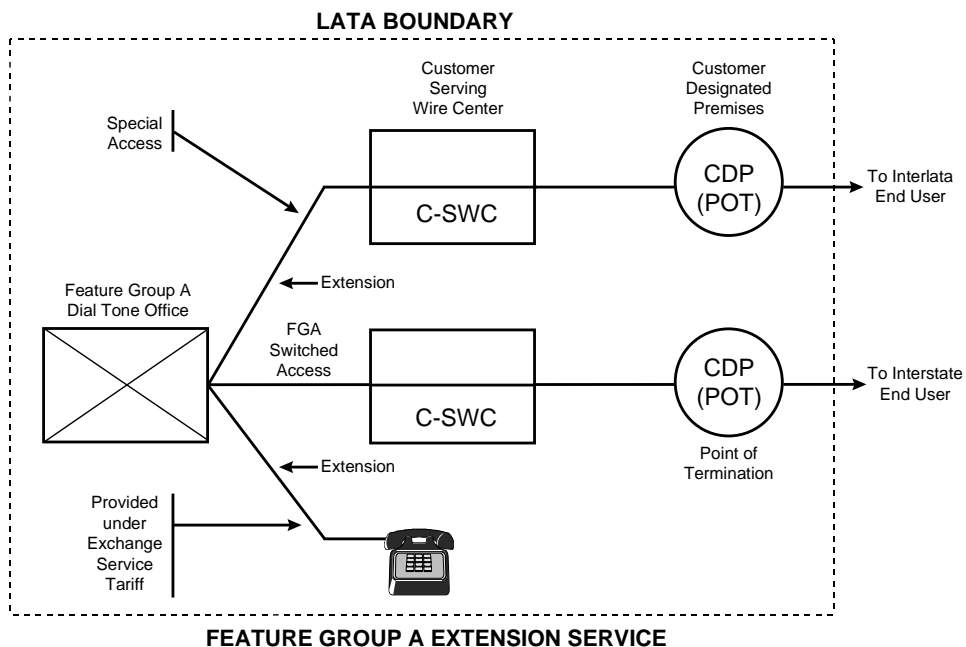 LATA BOUNDARY
Customer
Serving
Wire Center
Customer
Designated
Premises
Special
Access
CDP
(POT)
To Interlata
End User
C-SWC
Extension
Feature Group A
Dial Tone Office
FGA
Switched
Access
CDP
(POT)
To Interstate
End User
C-SWC
Point of
Termination
Extension
Provided
under
Exchange
Service
Tariff
FEATURE GROUP A EXTENSION SERVICE